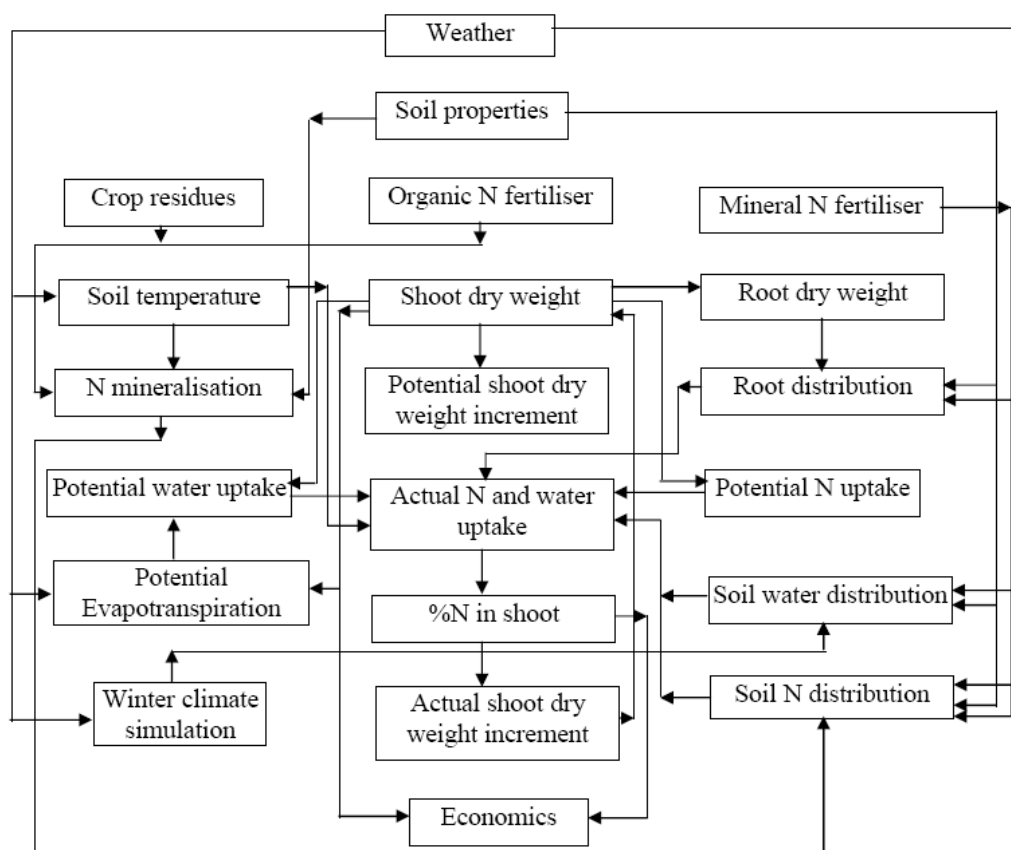 Weather
Soil properties
Crop residues
Organic N fertiliser
Mineral N fertiliser
Soil temperature
Shoot dry weight
Root dry weight
N mineralisation
Potential shoot dry
weight increment
Root distribution
Potential water uptake
Actual N and water
uptake
Potential N uptake
Potential
Evapotranspiration
%N in shoot
Soil water distribution
Winter climate
simulation
Actual shoot dry
weight increment
Soil N distribution
Economics